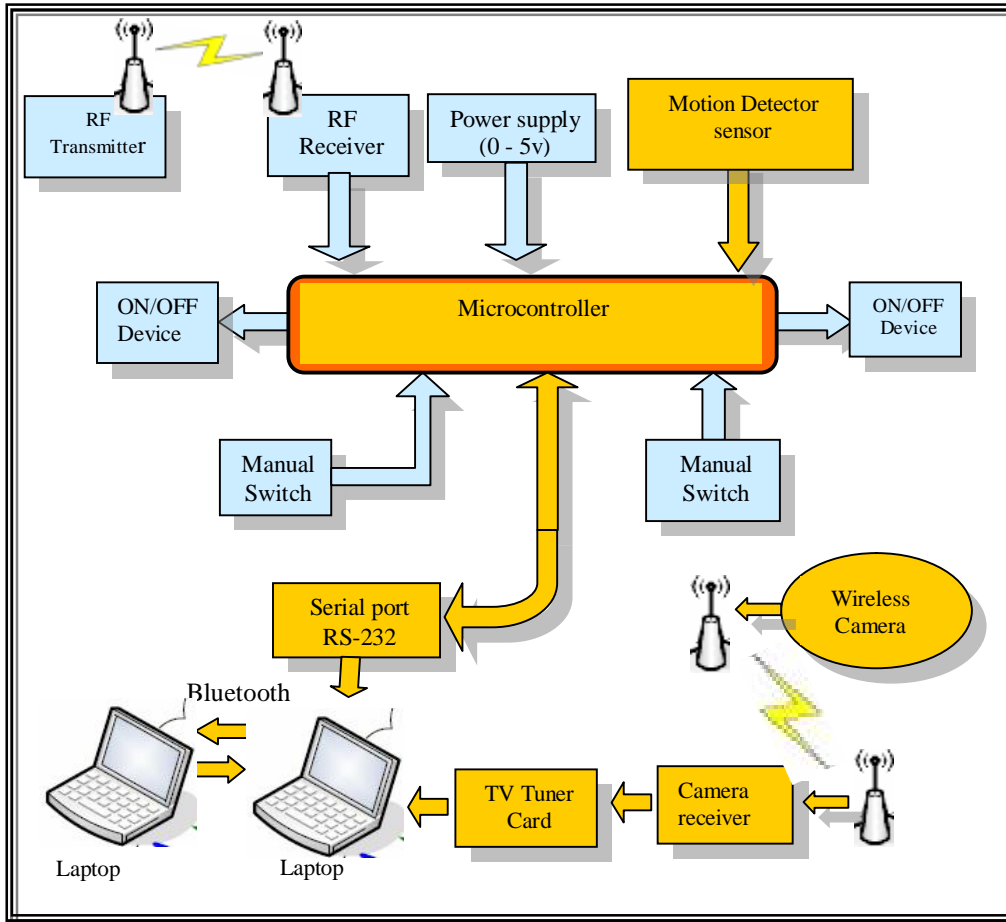 RF
Transmitter
RF
Receiver
Power supply
(0 - 5v)
Motion Detector
sensor
ON/OFF
Device
Microcontroller
ON/OFF
Device
Manual
Switch
Manual
Switch
Serial port
RS-232
Wireless
Camera
Bluetooth
TV Tuner
Card
Camera
receiver
Laptop
Laptop